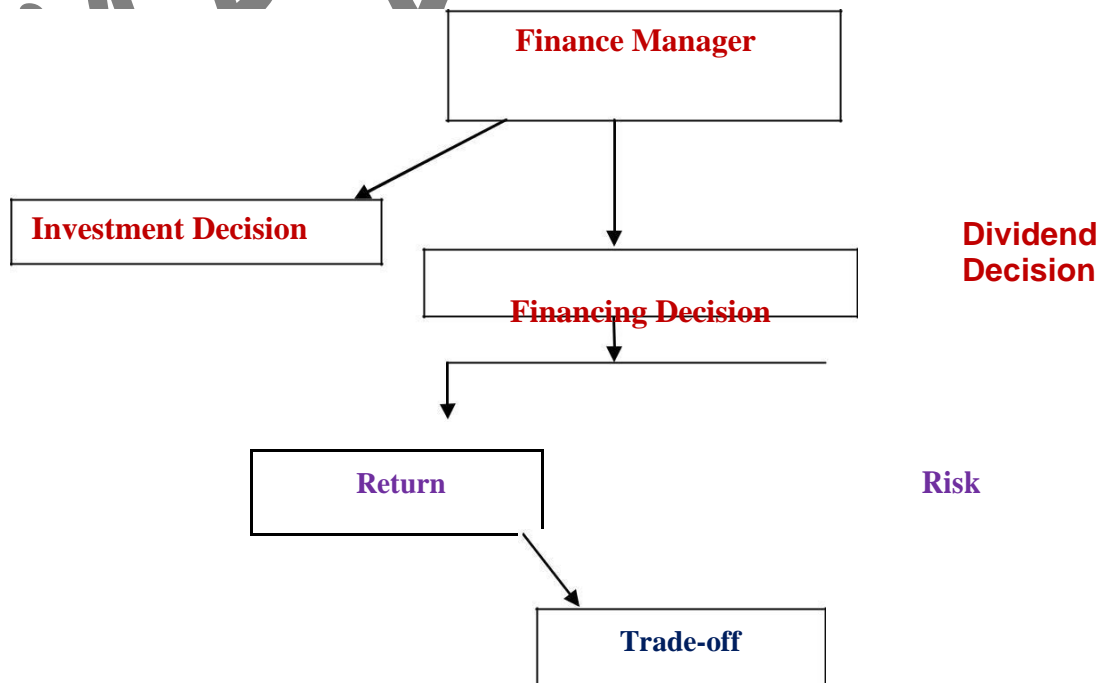 Finance Manager
Investment Decision
Dividend
Decision
Financing Decision
Return
Risk
Trade-off